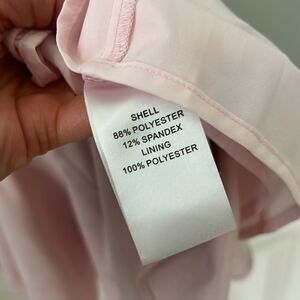 SHELL
88% POLYESTER
12% SPANDEX
LINING
100% POLYESTER